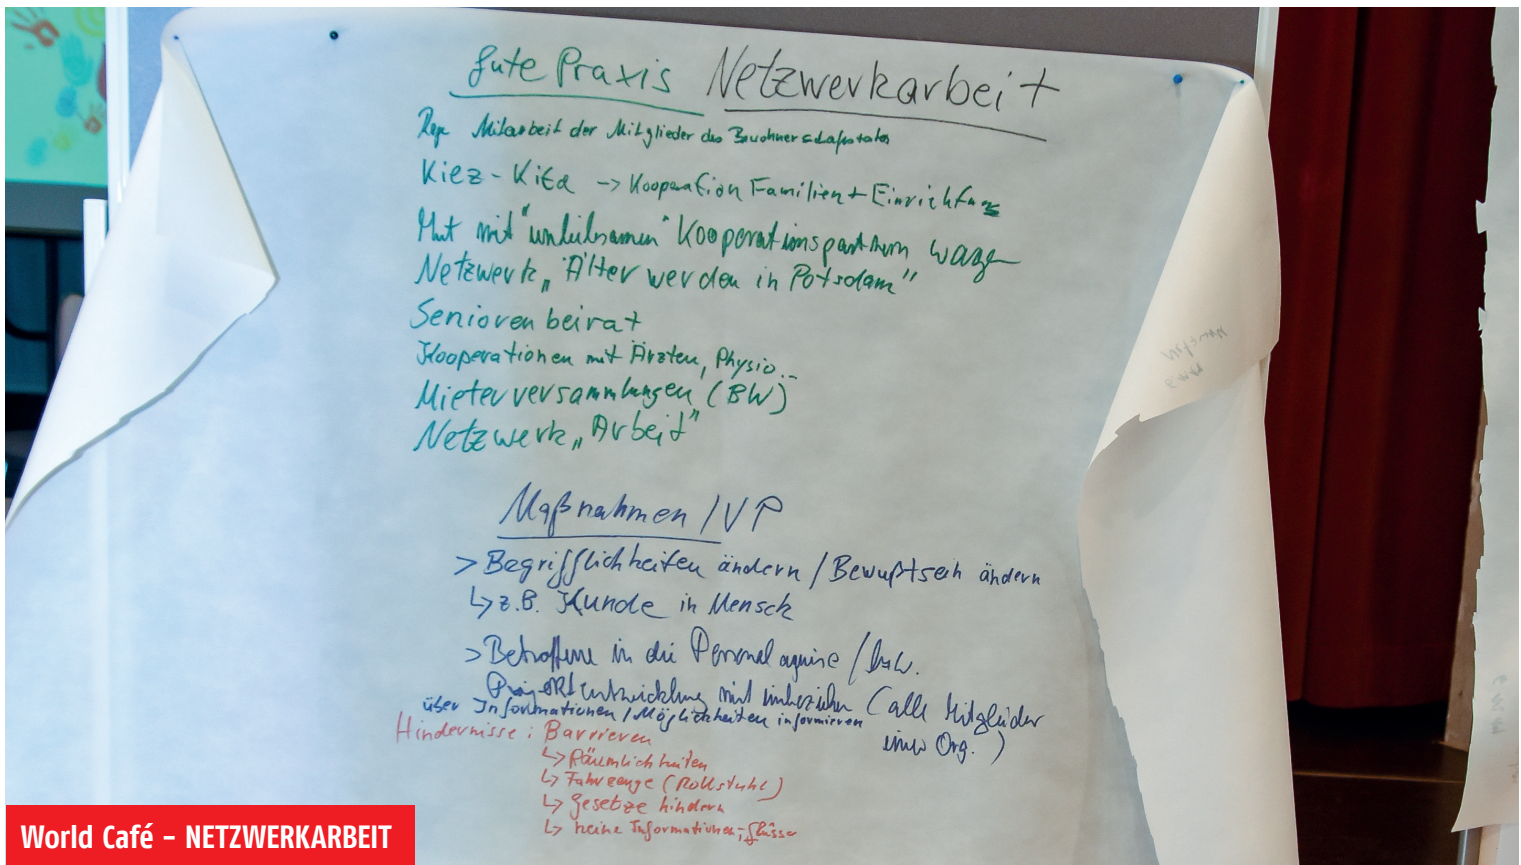 gute Praxis Netzwerkarbeit
Mitarbeit der Mitglieder des
Kiez-Kita -> Kooperation Familien + Einrichtung
Mut mit "unliebsamen" Kooperationspartnern wagen
Netzwerk „Älter werden in Potsdam"
Seniorenbeirat
Kooperationen mit Ärzten, Physio...
Mieterversammlungen (BW)
Netzwerk „Arbeit"
Maßnahmen / VP
> Begrifflichkeiten ändern / Bewußtsein ändern
↳ z.B. Kunde in Mensch
> Betroffene in die Personalaquise / bzw.
Projektentwicklung mit einbeziehen (alle Mitglieder
einer Org.)
über Informationen / Möglichkeiten informieren
Hindernisse: Barrieren
↳ Räumlichkeiten
↳ Fahrzeuge (Rollstuhl)
↳ Gesetze hindern
↳ keine Informationen, -flüsse
World Café – NETZWERKARBEIT